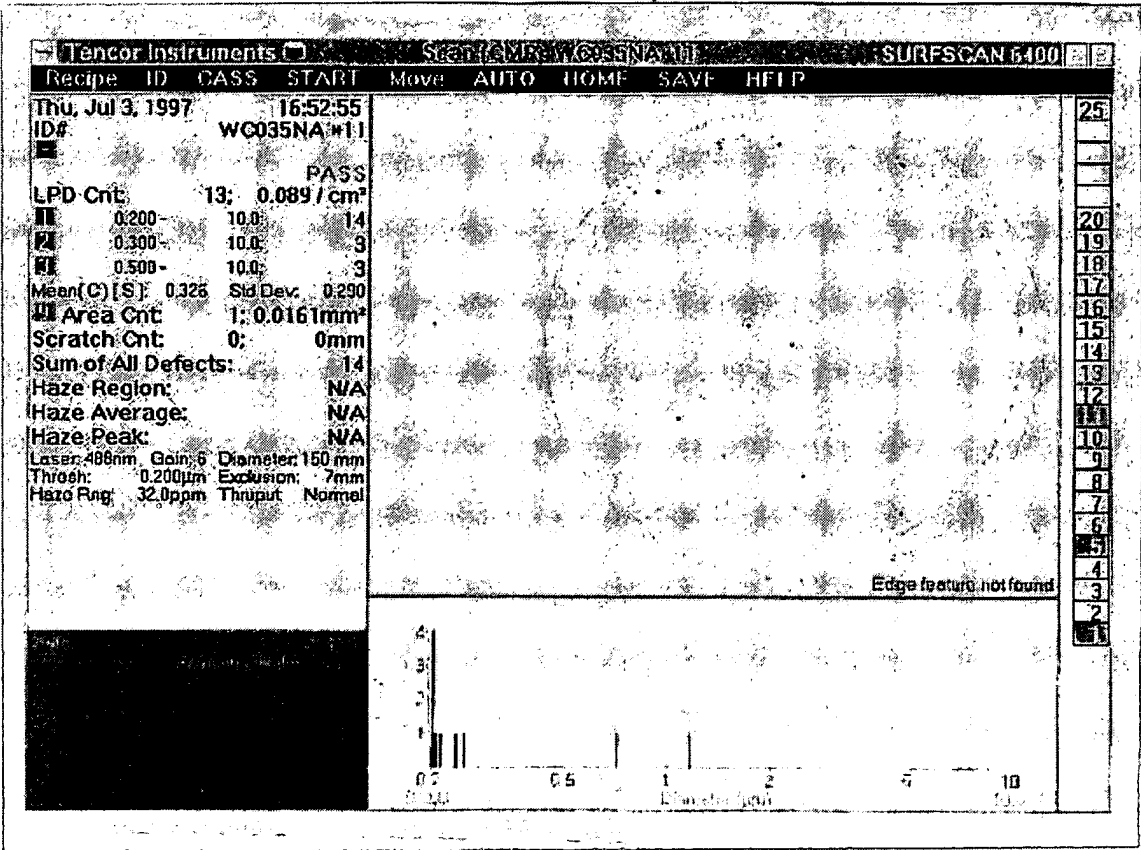 Tencor Instruments SURFSCAN 6400
Recipe ID CASS START Move AUTO HOME SAVE HELP
Thu, Jul 3, 1997 16:52:55
ID# WC035NA #11
PASS
LPD Cnt: 13; 0.089 / cm²
1 0.200 - 10.0: 14
2 0.300 - 10.0: 3
0.500 - 10.0: 3
Mean(C)[S]: 0.328 Std Dev: 0.290
Area Cnt: 1; 0.0161mm²
Scratch Cnt: 0; 0mm
Sum of All Defects: 14
Haze Region: N/A
Haze Average: N/A
Haze Peak: N/A
Laser: 488nm Gain: 6 Diameter: 150 mm
Thresh: 0.200µm Exclusion: 7mm
Haze Rng: 32.0ppm Thruput: Normal
Edge feature not found
25
20
19
18
17
16
15
14
13
12
11
10
9
8
7
6
5
4
3
2
1
0.2 0.5 1 2 10